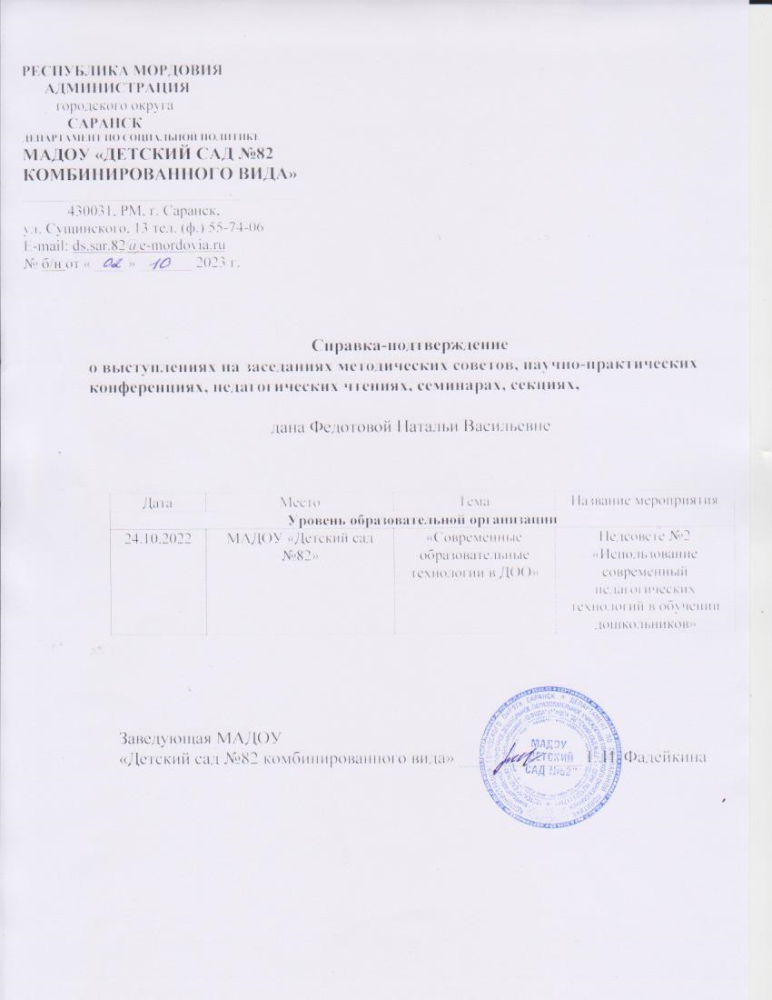 РЕСПУБЛИКА МОРДОВИЯ
АДМИНИСТРАЦИЯ
городского округа
САРАНСК
ДЕПАРТАМЕНТ ПО СОЦИАЛЬНОЙ ПОЛИТИКЕ
МАДОУ «ДЕТСКИЙ САД №82
КОМБИНИРОВАННОГО ВИДА»
430031, РМ, г. Саранск,
ул. Сущинского, 13 тел. (ф.) 55-74-06
E-mail: ds.sar.82@e-mordovia.ru
№ б/н от « 02 » 10 2023 г.
Справка-подтверждение
о выступлениях на заседаниях методических советов, научно-практических
конференциях, педагогических чтениях, семинарах, секциях,
дана Федотовой Натальи Васильевне
Дата Место Тема Название мероприятия
Уровень образовательной организации
24.10.2022 МАДОУ «Детский сад «Современные Педсовете №2
№82» образовательные «Использование
технологии в ДОО» современный
педагогических
технологий в обучении
дошкольников»
Заведующая МАДОУ
«Детский сад №82 комбинированного вида» Фадейкина
МАДОУ
"ДЕТСКИЙ
САД №82"